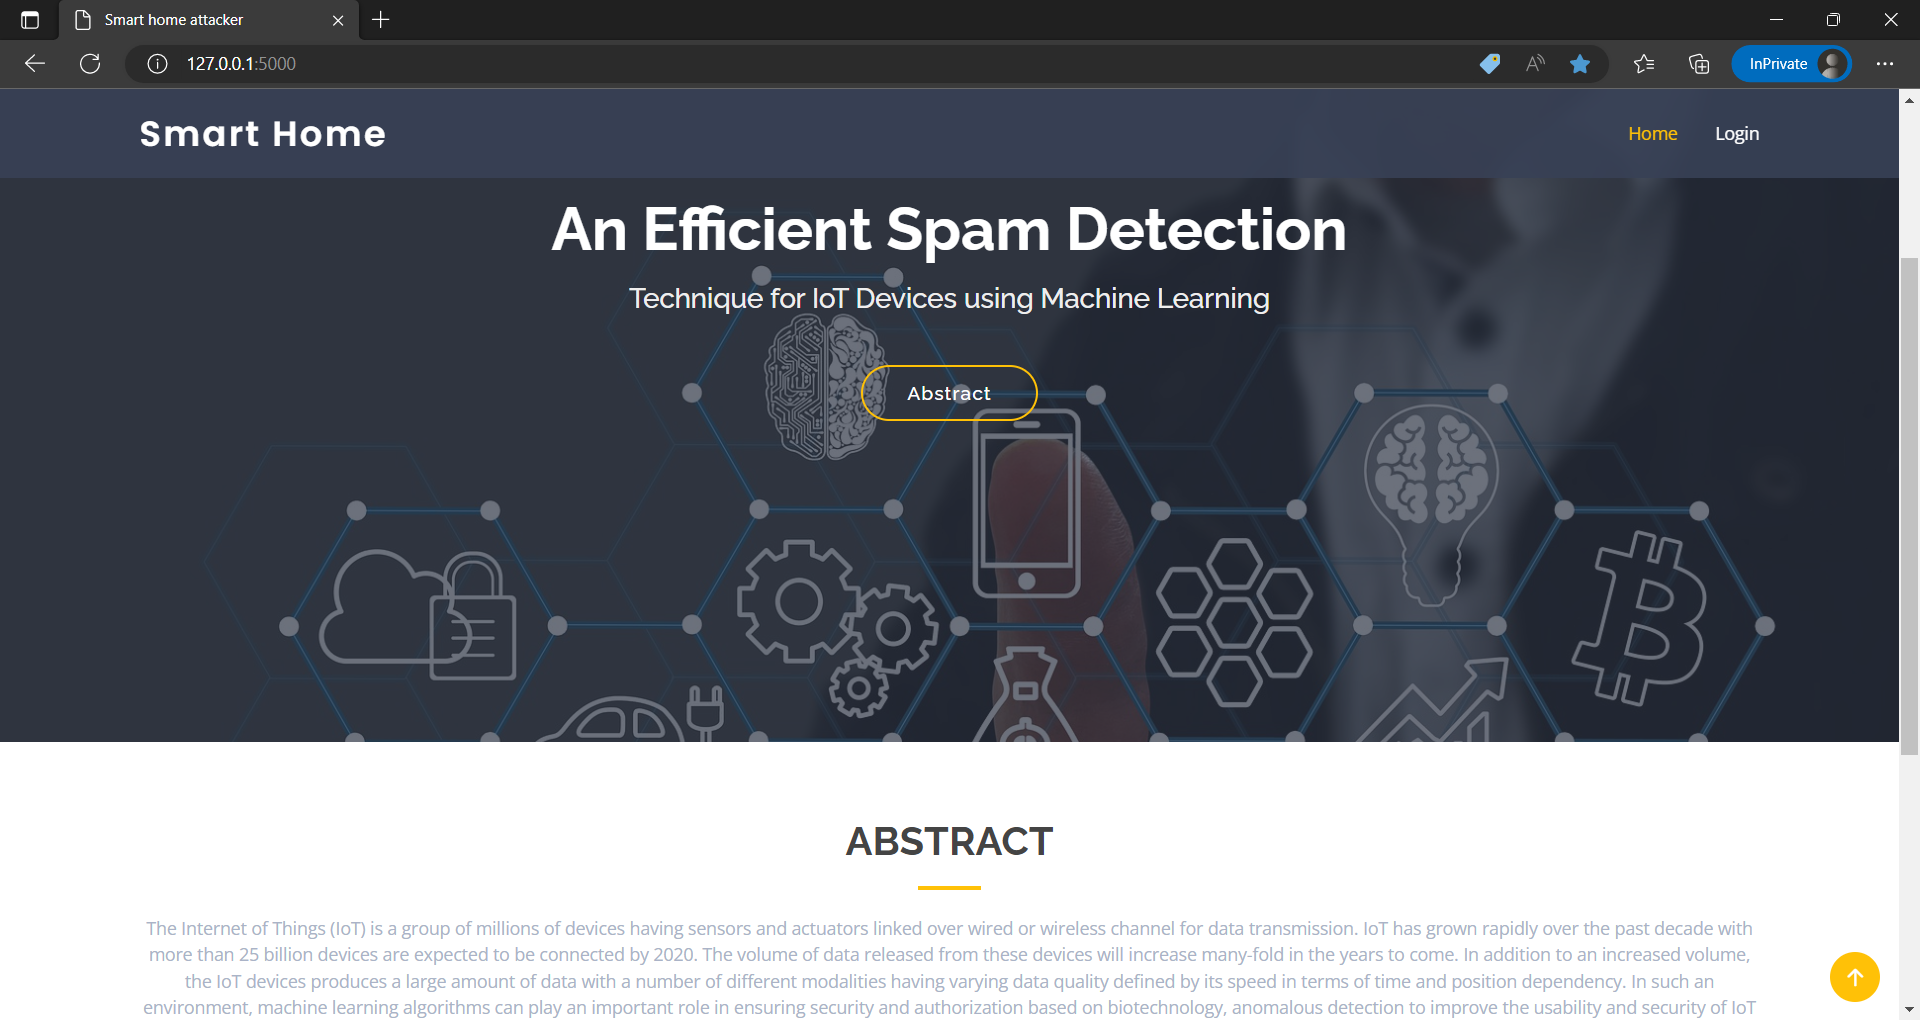 Smart home attacker
127.0.0.1:5000
InPrivate
Smart Home
Home
Login
An Efficient Spam Detection
Technique for IoT Devices using Machine Learning
Abstract
ABSTRACT
The Internet of Things (IoT) is a group of millions of devices having sensors and actuators linked over wired or wireless channel for data transmission. IoT has grown rapidly over the past decade with
more than 25 billion devices are expected to be connected by 2020. The volume of data released from these devices will increase many-fold in the years to come. In addition to an increased volume,
the IoT devices produces a large amount of data with a number of different modalities having varying data quality defined by its speed in terms of time and position dependency. In such an
environment, machine learning algorithms can play an important role in ensuring security and authorization based on biotechnology, anomalous detection to improve the usability and security of IoT